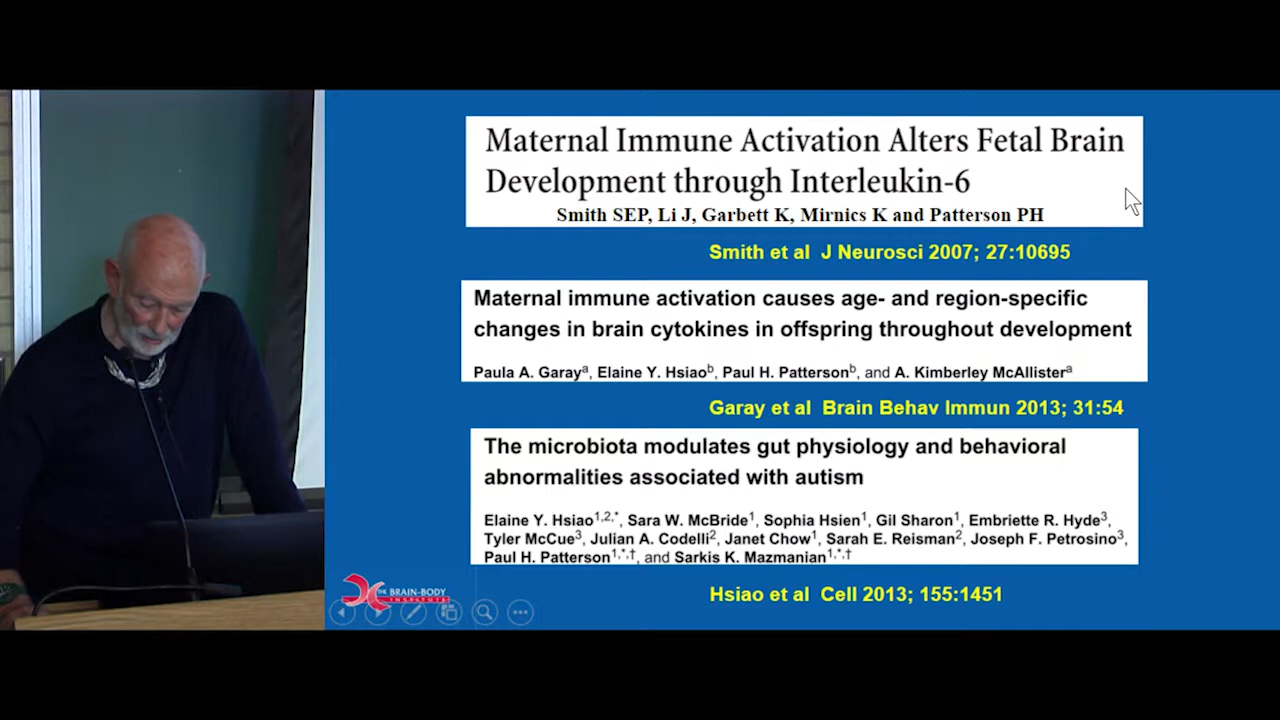 Maternal Immune Activation Alters Fetal Brain
Development through Interleukin-6
Smith SEP, Li J, Garbett K, Mirnics K and Patterson PH
Smith et al J Neurosci 2007; 27:10695
Maternal immune activation causes age- and region-specific
changes in brain cytokines in offspring throughout development
Paula A. Garayᵃ, Elaine Y. Hsiaoᵇ, Paul H. Pattersonᵇ, and A. Kimberley McAllisterᵃ
Garay et al Brain Behav Immun 2013; 31:54
The microbiota modulates gut physiology and behavioral
abnormalities associated with autism
Elaine Y. Hsiao¹,²,*, Sara W. McBride¹, Sophia Hsien¹, Gil Sharon¹, Embriette R. Hyde³,
Tyler McCue³, Julian A. Codelli², Janet Chow¹, Sarah E. Reisman², Joseph F. Petrosino³,
Paul H. Patterson¹,*,†, and Sarkis K. Mazmanian¹,*,†
Hsiao et al Cell 2013; 155:1451
THE BRAIN-BODY
INSTITUTE